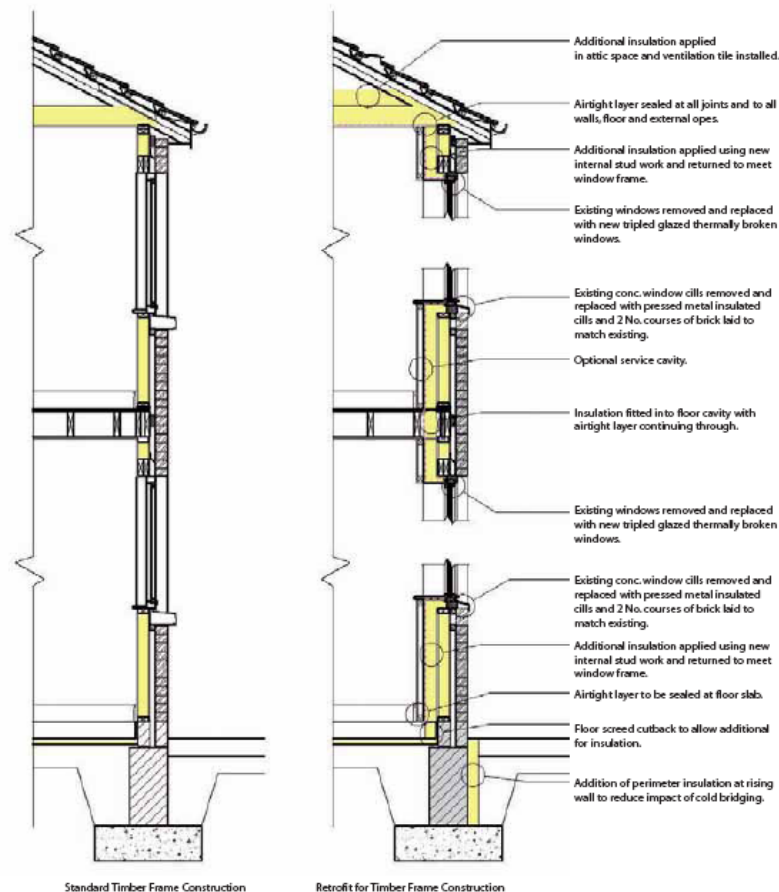 Additional insulation applied
in attic space and ventilation tile installed.
Airtight layer sealed at all joints and to all
walls, floor and external opes.
Additional insulation applied using new
internal stud work and returned to meet
window frame.
Existing windows removed and replaced
with new tripled glazed thermally broken
windows.
Existing conc. window cills removed and
replaced with pressed metal insulated
cills and 2 No. courses of brick laid to
match existing.
Optional service cavity.
Insulation fitted into floor cavity with
airtight layer continuing through.
Existing windows removed and replaced
with new tripled glazed thermally broken
windows.
Existing conc. window cills removed and
replaced with pressed metal insulated
cills and 2 No. courses of brick laid to
match existing.
Additional insulation applied using new
internal stud work and returned to meet
window frame.
Airtight layer to be sealed at floor slab.
Floor screed cutback to allow additional
for insulation.
Addition of perimeter insulation at rising
wall to reduce impact of cold bridging.
Standard Timber Frame Construction
Retrofit for Timber Frame Construction